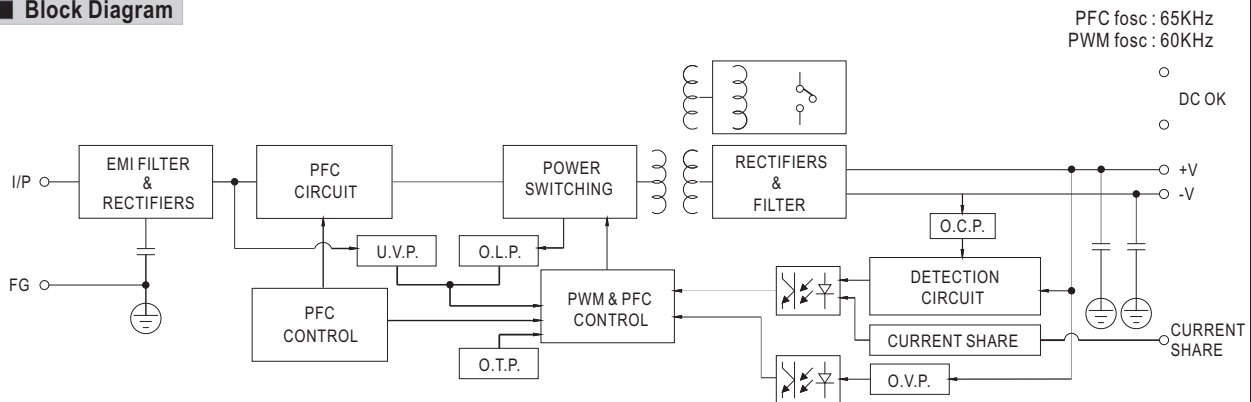 Block Diagram
PFC fosc : 65KHz
PWM fosc : 60KHz
DC OK
I/P
EMI FILTER
&
RECTIFIERS
PFC
CIRCUIT
POWER
SWITCHING
RECTIFIERS
&
FILTER
+V
-V
U.V.P.
O.L.P.
O.C.P.
FG
PFC
CONTROL
PWM & PFC
CONTROL
DETECTION
CIRCUIT
CURRENT SHARE
CURRENT
SHARE
O.T.P.
O.V.P.